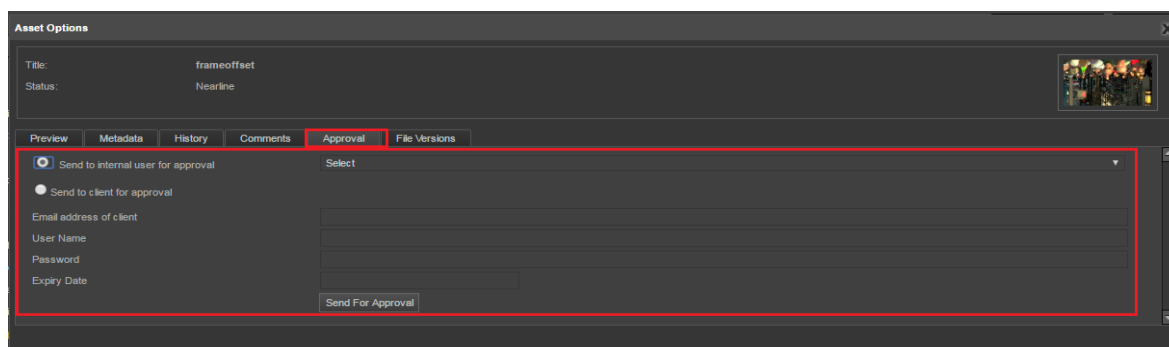 Asset Options
Title: frameoffset
Status: Nearline
Preview Metadata History Comments Approval File Versions
Send to internal user for approval Select
Send to client for approval
Email address of client
User Name
Password
Expiry Date
Send For Approval